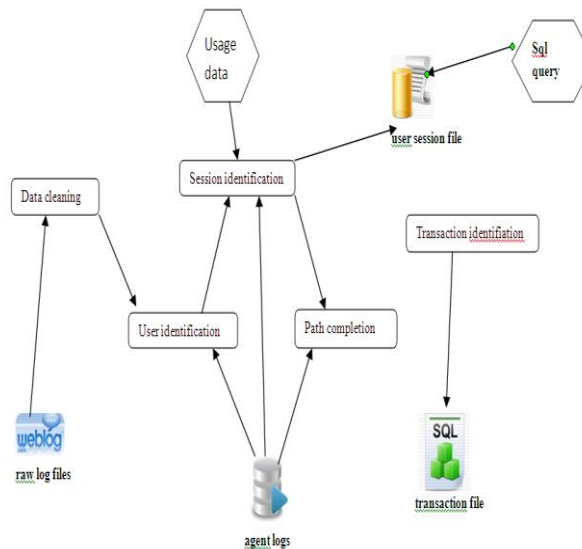 Usage
data
Sql
query
user session file
Session identification
Data cleaning
Transaction identifiation
User identification
Path completion
weblog
SQL
raw log files
transaction file
agent logs